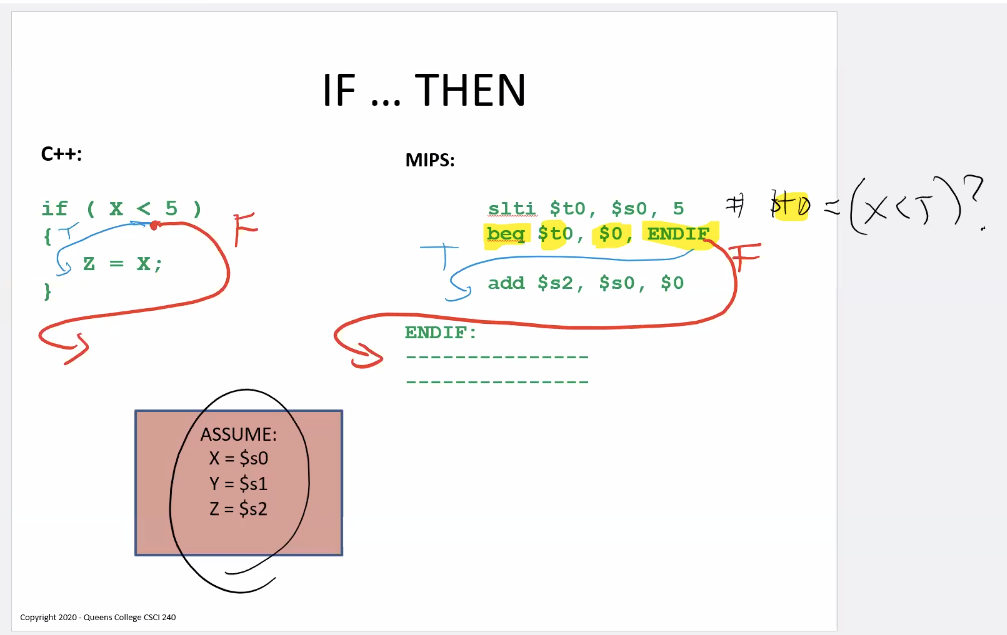 IF … THEN
C++:
if ( X < 5 )
{
Z = X;
}
T
F
MIPS:
slti $t0, $s0, 5
# $t0 = (X<5)?
beq $t0, $0, ENDIF
T
F
add $s2, $s0, $0
ENDIF:
---------------
---------------
ASSUME:
X = $s0
Y = $s1
Z = $s2
Copyright 2020 - Queens College CSCI 240